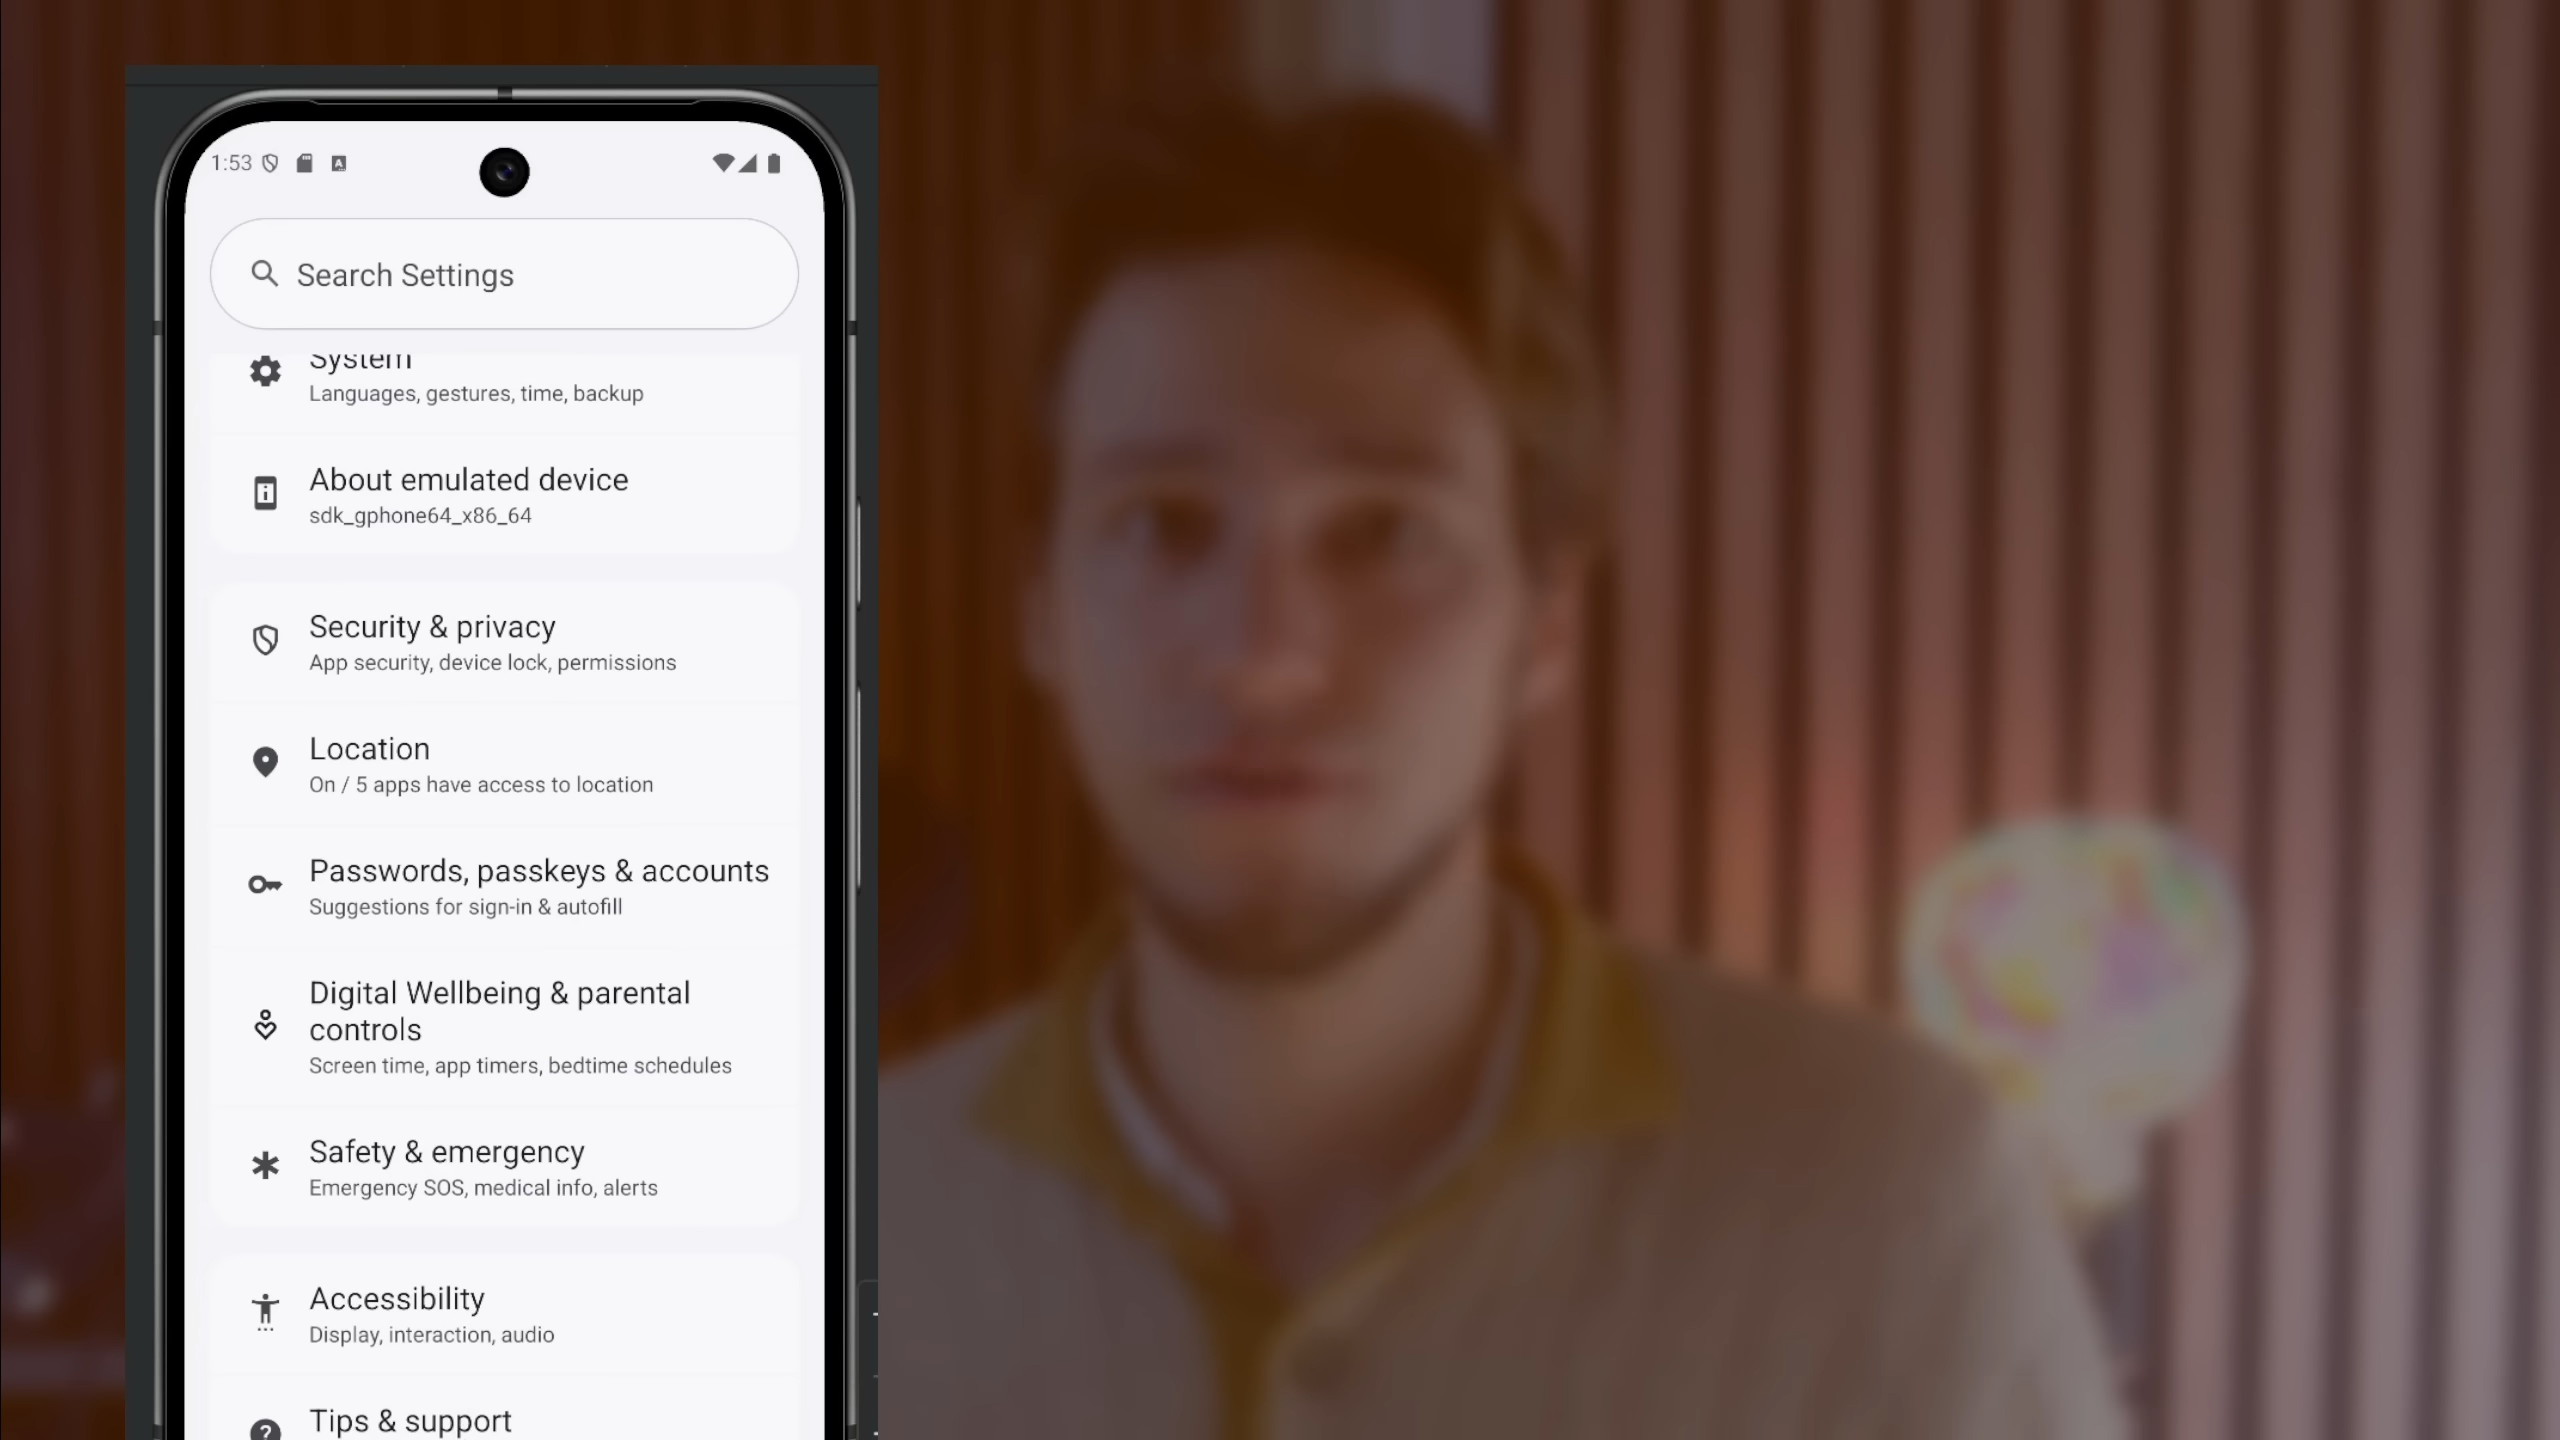 1:53
Search Settings
System
Languages, gestures, time, backup
About emulated device
sdk_gphone64_x86_64
Security & privacy
App security, device lock, permissions
Location
On / 5 apps have access to location
Passwords, passkeys & accounts
Suggestions for sign-in & autofill
Digital Wellbeing & parental
controls
Screen time, app timers, bedtime schedules
Safety & emergency
Emergency SOS, medical info, alerts
Accessibility
Display, interaction, audio
Tips & support